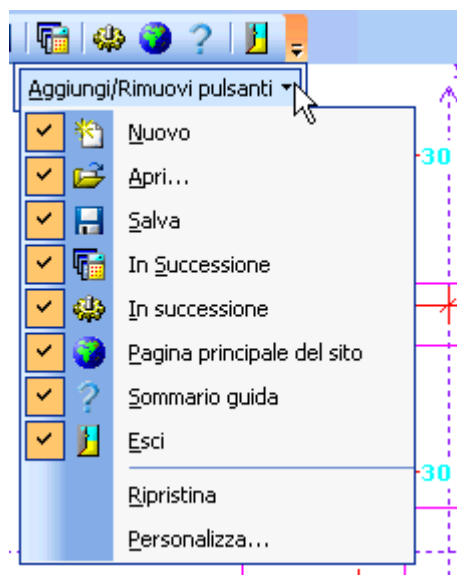 Aggiungi/Rimuovi pulsanti
Nuovo
Apri...
30
Salva
In Successione
In successione
Pagina principale del sito
Sommario guida
Esci
30
Ripristina
Personalizza...